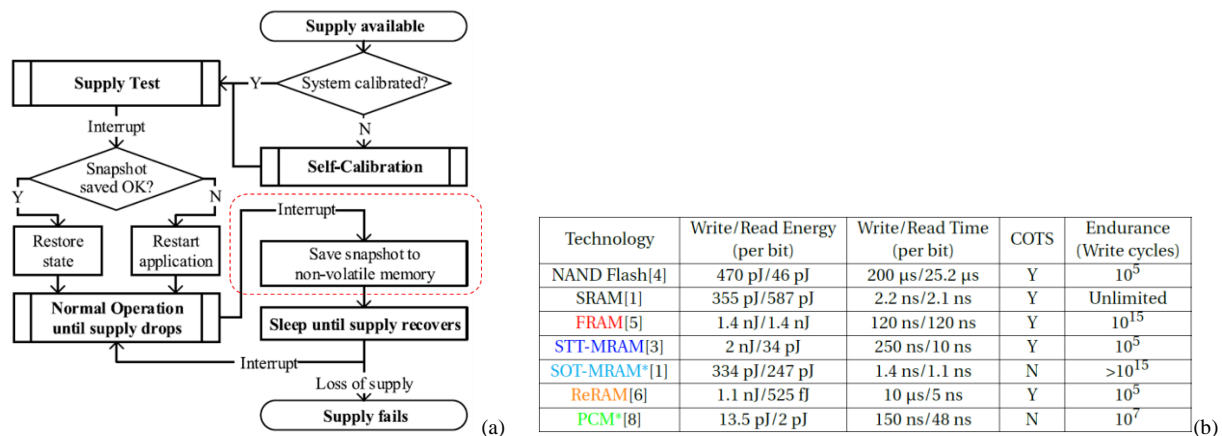 Supply available
System calibrated?
Y
N
Supply Test
Self-Calibration
Interrupt
Snapshot
saved OK?
Y
N
Restore
state
Restart
application
Normal Operation
until supply drops
Interrupt
Save snapshot to
non-volatile memory
Sleep until supply recovers
Interrupt
Loss of supply
Supply fails
(a)
Technology Write/Read Energy (per bit) Write/Read Time (per bit) COTS Endurance (Write cycles)
NAND Flash[4] 470 pJ/46 pJ 200 µs/25.2 µs Y 10^5
SRAM[1] 355 pJ/587 pJ 2.2 ns/2.1 ns Y Unlimited
FRAM[5] 1.4 nJ/1.4 nJ 120 ns/120 ns Y 10^15
STT-MRAM[3] 2 nJ/34 pJ 250 ns/10 ns Y 10^5
SOT-MRAM*[1] 334 pJ/247 pJ 1.4 ns/1.1 ns N >10^15
ReRAM[6] 1.1 nJ/525 fJ 10 µs/5 ns Y 10^5
PCM*[8] 13.5 pJ/2 pJ 150 ns/48 ns N 10^7
(b)